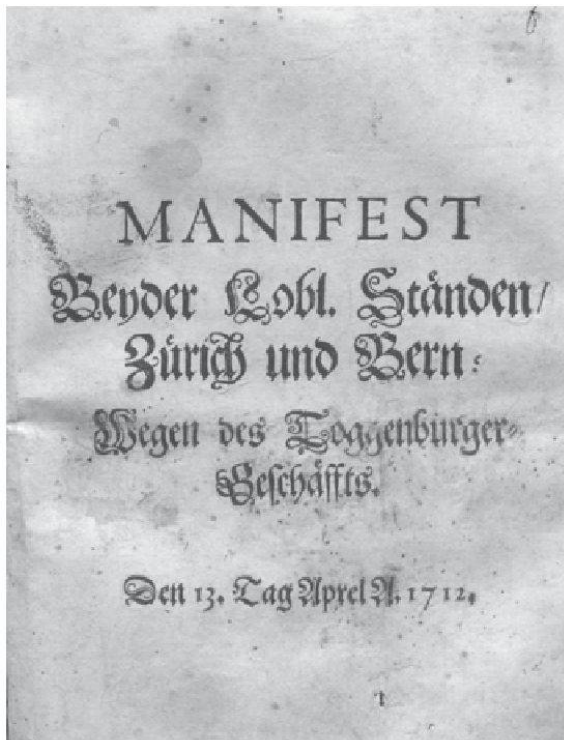 MANIFEST
Beyder Lobl. Ständen/
Zürich und Bern:
Wegen des Toggenburger-
Geschäffts.
Den 13. Tag Aprel A. 1712.